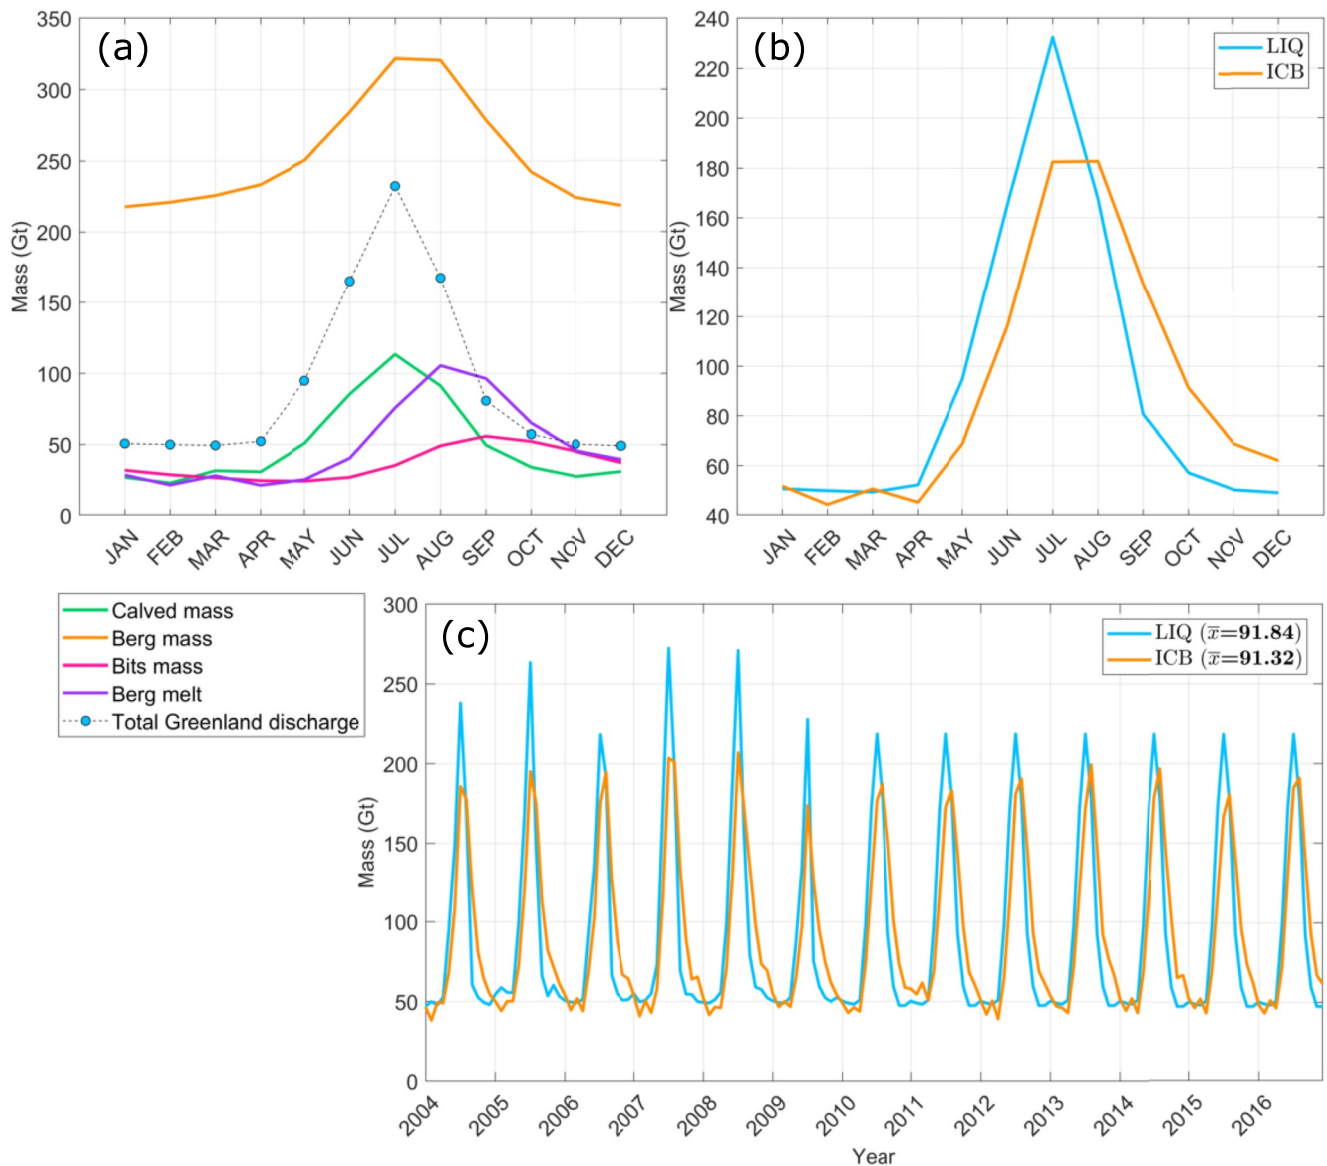 (a)
350
300
250
200
150
100
50
0
Mass (Gt)
JAN FEB MAR APR MAY JUN JUL AUG SEP OCT NOV DEC
(b)
LIQ
ICB
240
220
200
180
160
140
120
100
80
60
40
Mass (Gt)
JAN FEB MAR APR MAY JUN JUL AUG SEP OCT NOV DEC
Calved mass
Berg mass
Bits mass
Berg melt
Total Greenland discharge
(c)
LIQ (x̅=91.84)
ICB (x̅=91.32)
300
250
200
150
100
50
0
Mass (Gt)
2004 2005 2006 2007 2008 2009 2010 2011 2012 2013 2014 2015 2016
Year